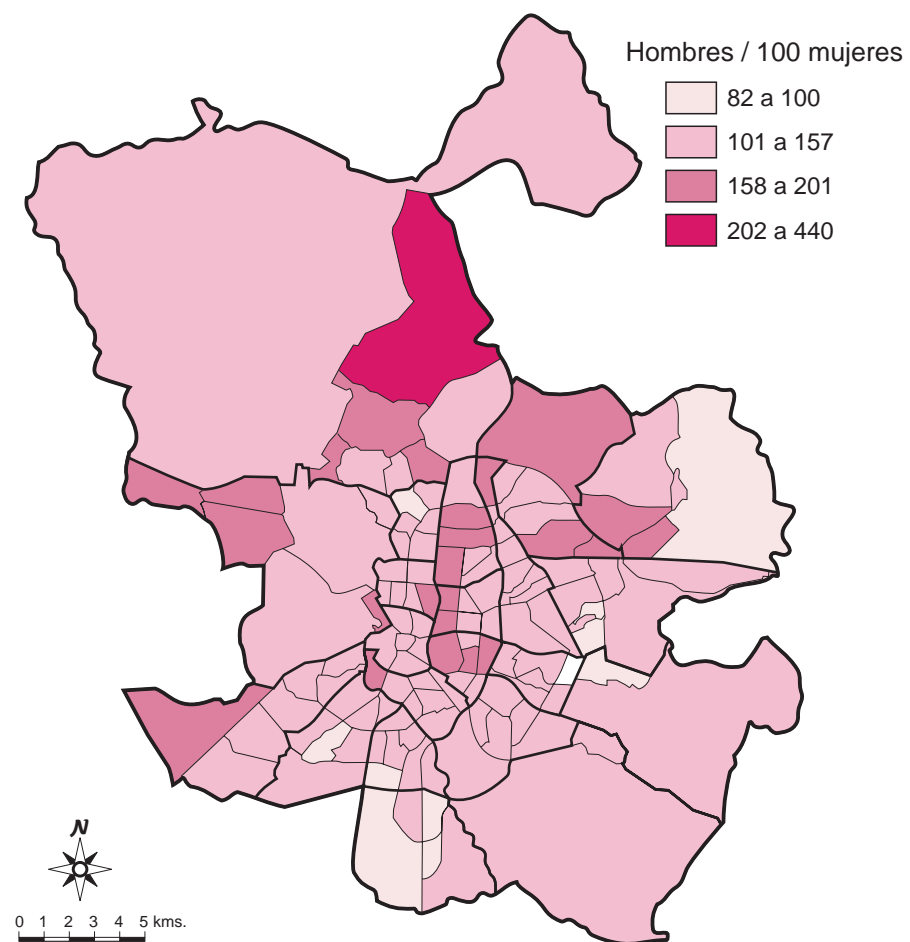 Hombres / 100 mujeres
82 a 100
101 a 157
158 a 201
202 a 440
N
0 1 2 3 4 5 kms.